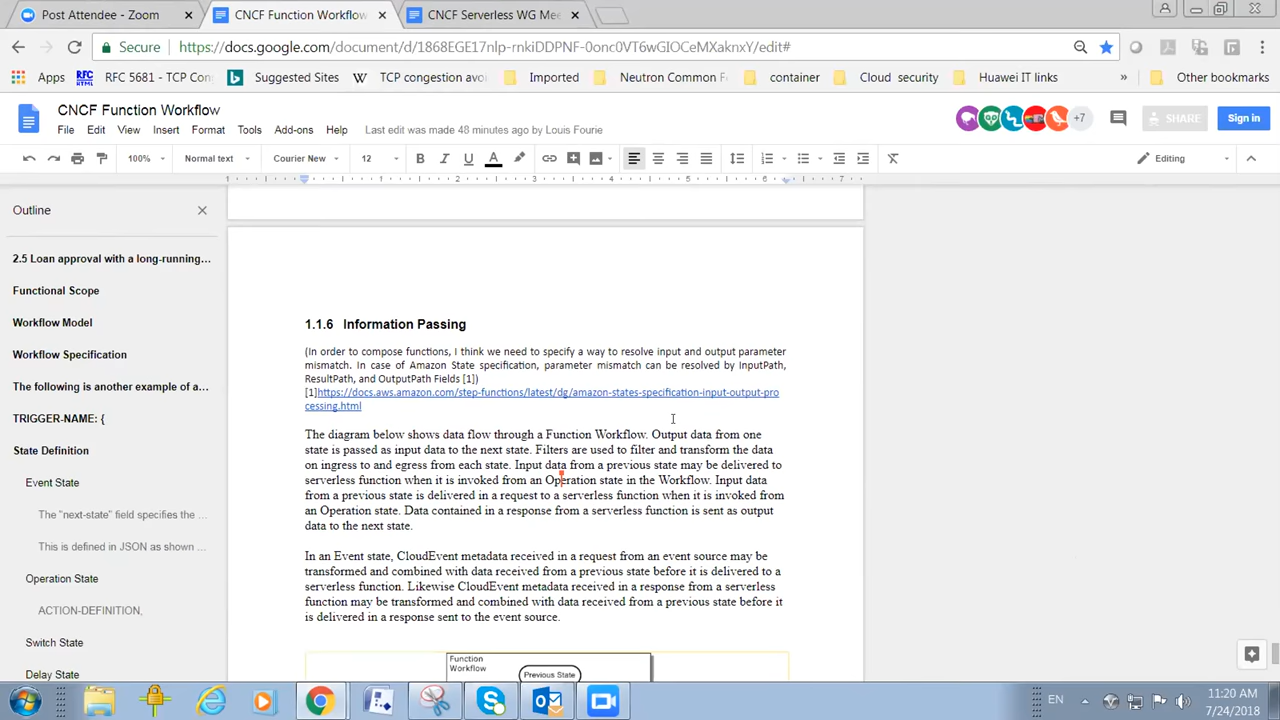 Post Attendee - Zoom
CNCF Function Workflow
CNCF Serverless WG Mee
Secure
https://docs.google.com/document/d/1868EGE17nlp-rnkiDDPNF-0onc0VT6wGIOCeMXaknxY/edit#
Apps
RFC 5681 - TCP Con
Suggested Sites
TCP congestion avoi
Imported
Neutron Common F
container
Cloud security
Huawei IT links
»
Other bookmarks
CNCF Function Workflow
File Edit View Insert Format Tools Add-ons Help
Last edit was made 48 minutes ago by Louis Fourie
+7
SHARE
Sign in
100%
Normal text
Courier New
12
Editing
1 1 2 3 4 5 6 7
Outline
2.5 Loan approval with a long-running...
Functional Scope
Workflow Model
Workflow Specification
The following is another example of a...
TRIGGER-NAME: {
State Definition
Event State
The "next-state" field specifies the ...
This is defined in JSON as shown ...
Operation State
ACTION-DEFINITION,
Switch State
Delay State
1.1.6 Information Passing
(In order to compose functions, I think we need to specify a way to resolve input and output parameter
mismatch. In case of Amazon State specification, parameter mismatch can be resolved by InputPath,
ResultPath, and OutputPath Fields [1])
[1]https://docs.aws.amazon.com/step-functions/latest/dg/amazon-states-specification-input-output-pro
cessing.html
The diagram below shows data flow through a Function Workflow. Output data from one
state is passed as input data to the next state. Filters are used to filter and transform the data
on ingress to and egress from each state. Input data from a previous state may be delivered to
serverless function when it is invoked from an Operation state in the Workflow. Input data
from a previous state is delivered in a request to a serverless function when it is invoked from
an Operation state. Data contained in a response from a serverless function is sent as output
data to the next state.
In an Event state, CloudEvent metadata received in a request from an event source may be
transformed and combined with data received from a previous state before it is delivered to a
serverless function. Likewise CloudEvent metadata received in a response from a serverless
function may be transformed and combined with data received from a previous state before it
is delivered in a response sent to the event source.
Function
Workflow
Previous State
EN
11:20 AM
7/24/2018